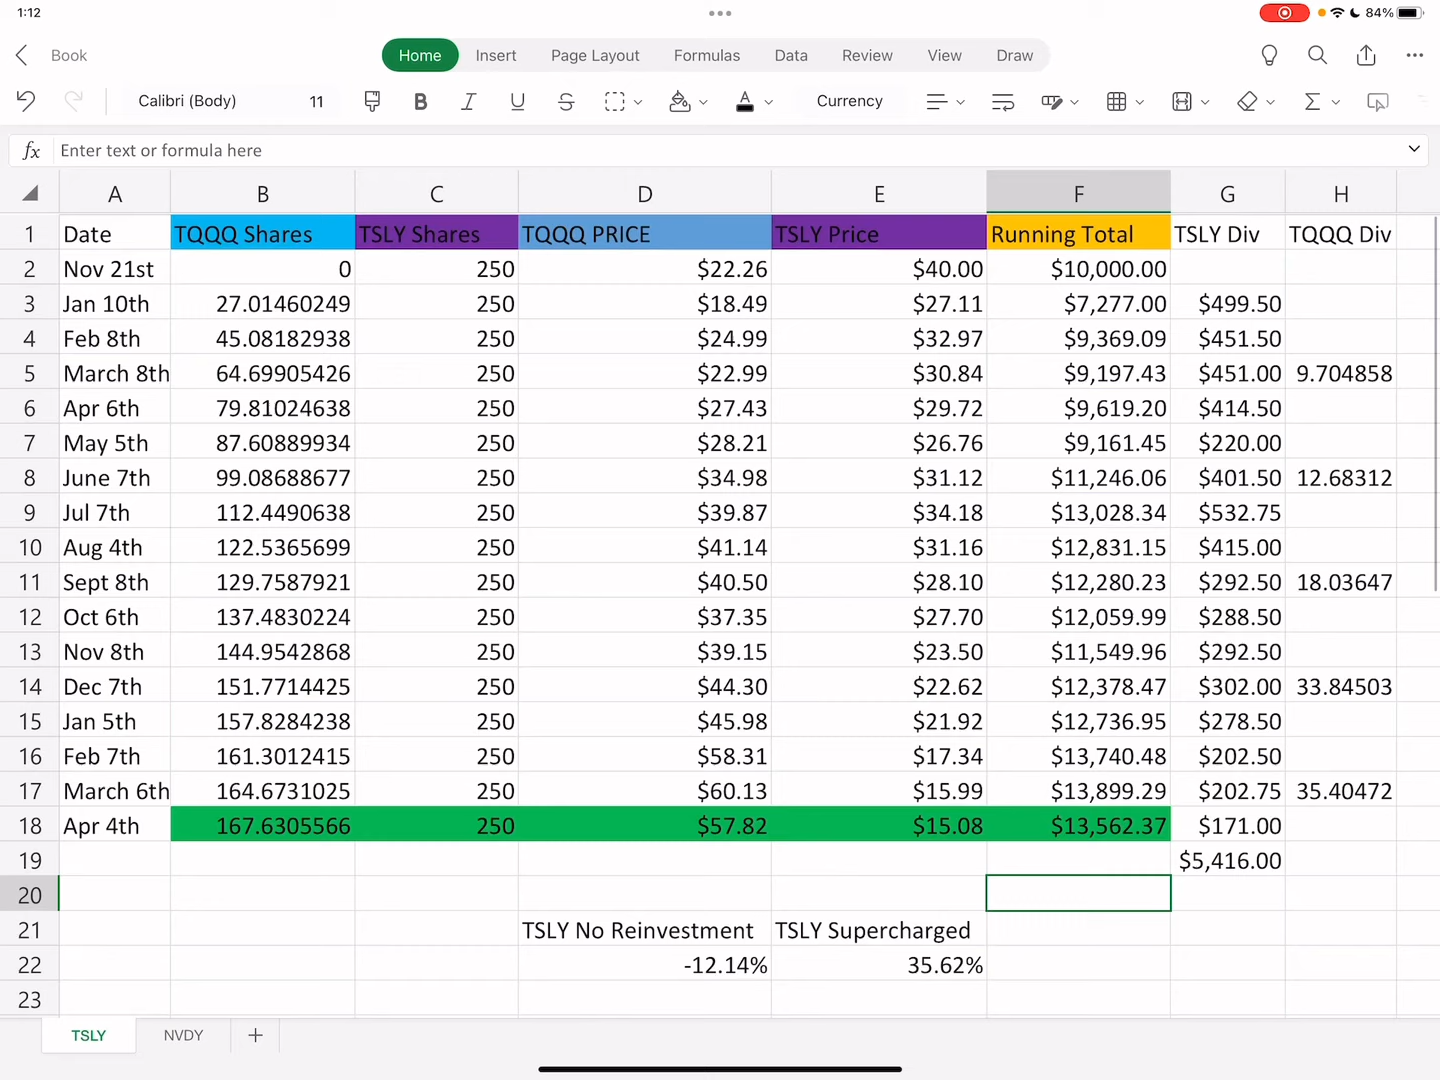 1:12
84%
Book
Home Insert Page Layout Formulas Data Review View Draw
Calibri (Body) 11 B I U S A Currency
fx Enter text or formula here
A B C D E F G H
1 Date TQQQ Shares TSLY Shares TQQQ PRICE TSLY Price Running Total TSLY Div TQQQ Div
2 Nov 21st 0 250 $22.26 $40.00 $10,000.00
3 Jan 10th 27.01460249 250 $18.49 $27.11 $7,277.00 $499.50
4 Feb 8th 45.08182938 250 $24.99 $32.97 $9,369.09 $451.50
5 March 8th 64.69905426 250 $22.99 $30.84 $9,197.43 $451.00 9.704858
6 Apr 6th 79.81024638 250 $27.43 $29.72 $9,619.20 $414.50
7 May 5th 87.60889934 250 $28.21 $26.76 $9,161.45 $220.00
8 June 7th 99.08688677 250 $34.98 $31.12 $11,246.06 $401.50 12.68312
9 Jul 7th 112.4490638 250 $39.87 $34.18 $13,028.34 $532.75
10 Aug 4th 122.5365699 250 $41.14 $31.16 $12,831.15 $415.00
11 Sept 8th 129.7587921 250 $40.50 $28.10 $12,280.23 $292.50 18.03647
12 Oct 6th 137.4830224 250 $37.35 $27.70 $12,059.99 $288.50
13 Nov 8th 144.9542868 250 $39.15 $23.50 $11,549.96 $292.50
14 Dec 7th 151.7714425 250 $44.30 $22.62 $12,378.47 $302.00 33.84503
15 Jan 5th 157.8284238 250 $45.98 $21.92 $12,736.95 $278.50
16 Feb 7th 161.3012415 250 $58.31 $17.34 $13,740.48 $202.50
17 March 6th 164.6731025 250 $60.13 $15.99 $13,899.29 $202.75 35.40472
18 Apr 4th 167.6305566 250 $57.82 $15.08 $13,562.37 $171.00
19 $5,416.00
20
21 TSLY No Reinvestment TSLY Supercharged
22 -12.14% 35.62%
23
TSLY NVDY